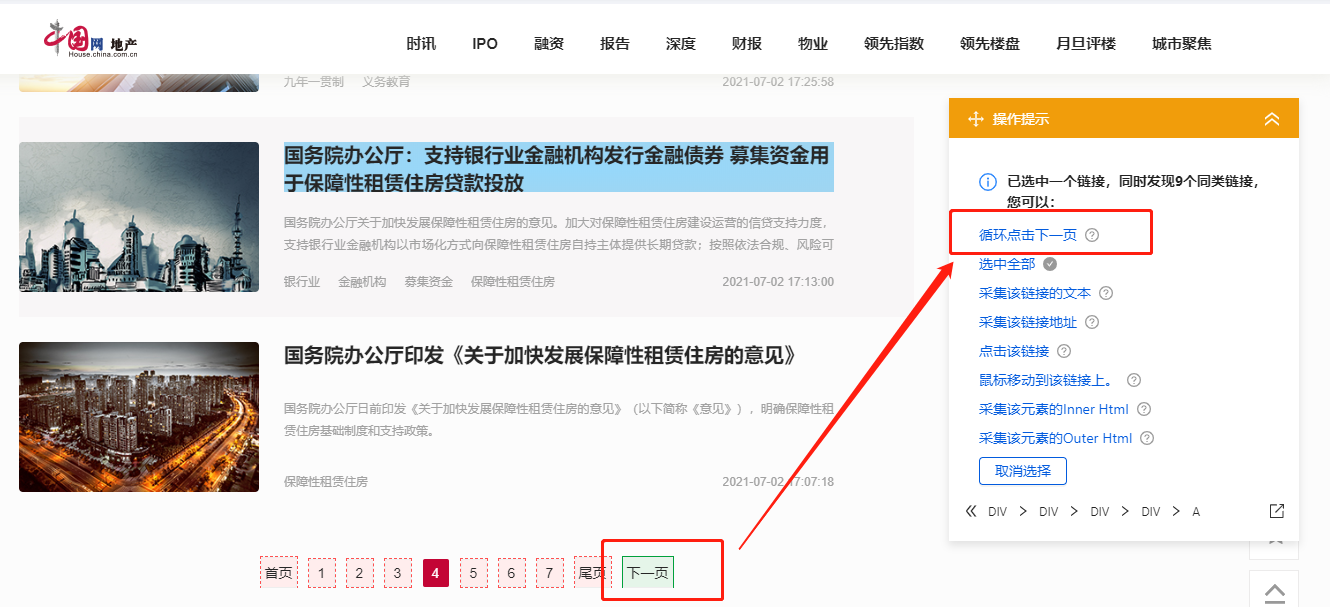 中国网 地产
House.china.com.cn
时讯 IPO 融资 报告 深度 财报 物业 领先指数 领先楼盘 月旦评楼 城市聚焦
九年一贯制 义务教育 2021-07-02 17:25:58
国务院办公厅：支持银行业金融机构发行金融债券 募集资金用
于保障性租赁住房贷款投放
国务院办公厅关于加快发展保障性租赁住房的意见。加大对保障性租赁住房建设运营的信贷支持力度，
支持银行业金融机构以市场化方式向保障性租赁住房自持主体提供长期贷款；按照依法合规、风险可
银行业 金融机构 募集资金 保障性租赁住房 2021-07-02 17:13:00
国务院办公厅印发《关于加快发展保障性租赁住房的意见》
国务院办公厅日前印发《关于加快发展保障性租赁住房的意见》（以下简称《意见》），明确保障性租
赁住房基础制度和支持政策。
保障性租赁住房 2021-07-02 17:07:18
首页 1 2 3 4 5 6 7 尾页 下一页
操作提示
已选中一个链接，同时发现9个同类链接，
您可以：
循环点击下一页
选中全部
采集该链接的文本
采集该链接地址
点击该链接
鼠标移动到该链接上。
采集该元素的Inner Html
采集该元素的Outer Html
取消选择
DIV > DIV > DIV > DIV > A